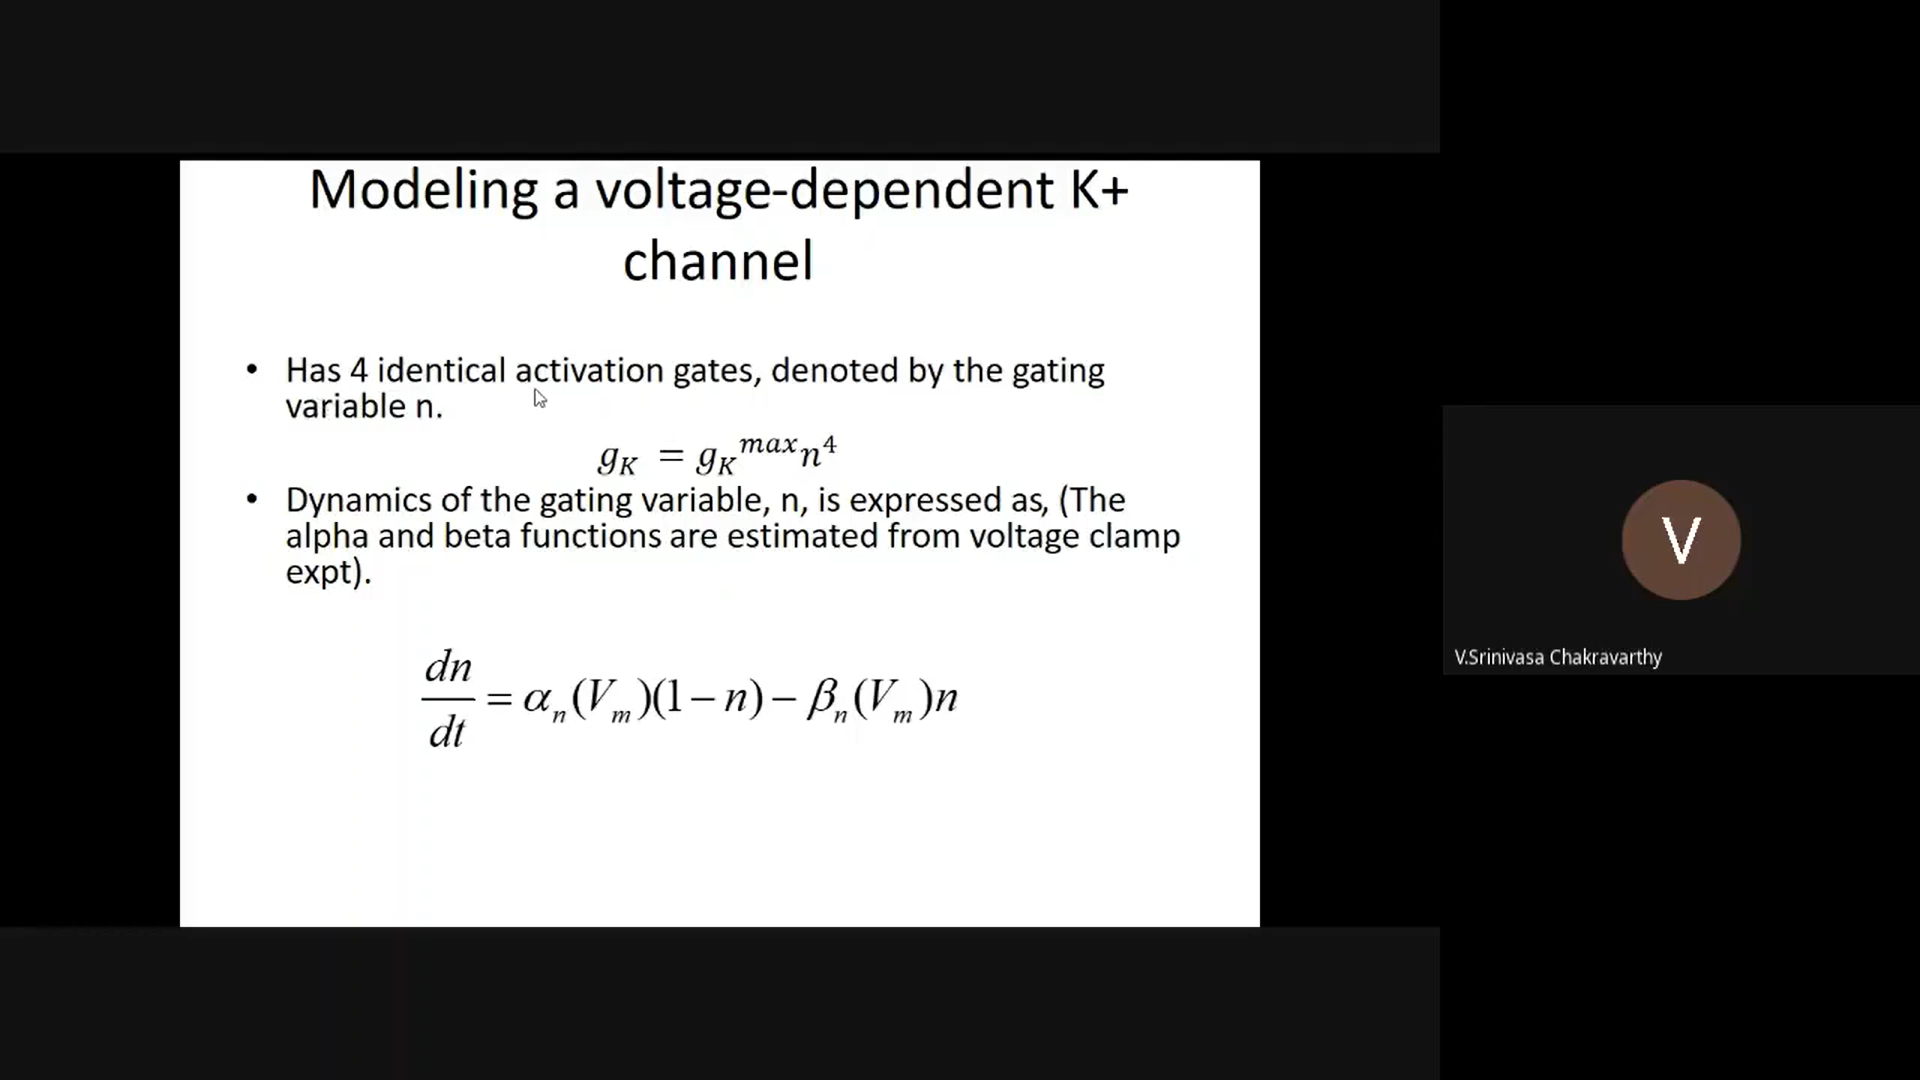 Modeling a voltage-dependent K+
channel
• Has 4 identical activation gates, denoted by the gating
variable n.
g_K = g_K^{max} n^4
• Dynamics of the gating variable, n, is expressed as, (The
alpha and beta functions are estimated from voltage clamp
expt).
dn/dt = α_n(V_m)(1 − n) − β_n(V_m)n
V
V.Srinivasa Chakravarthy